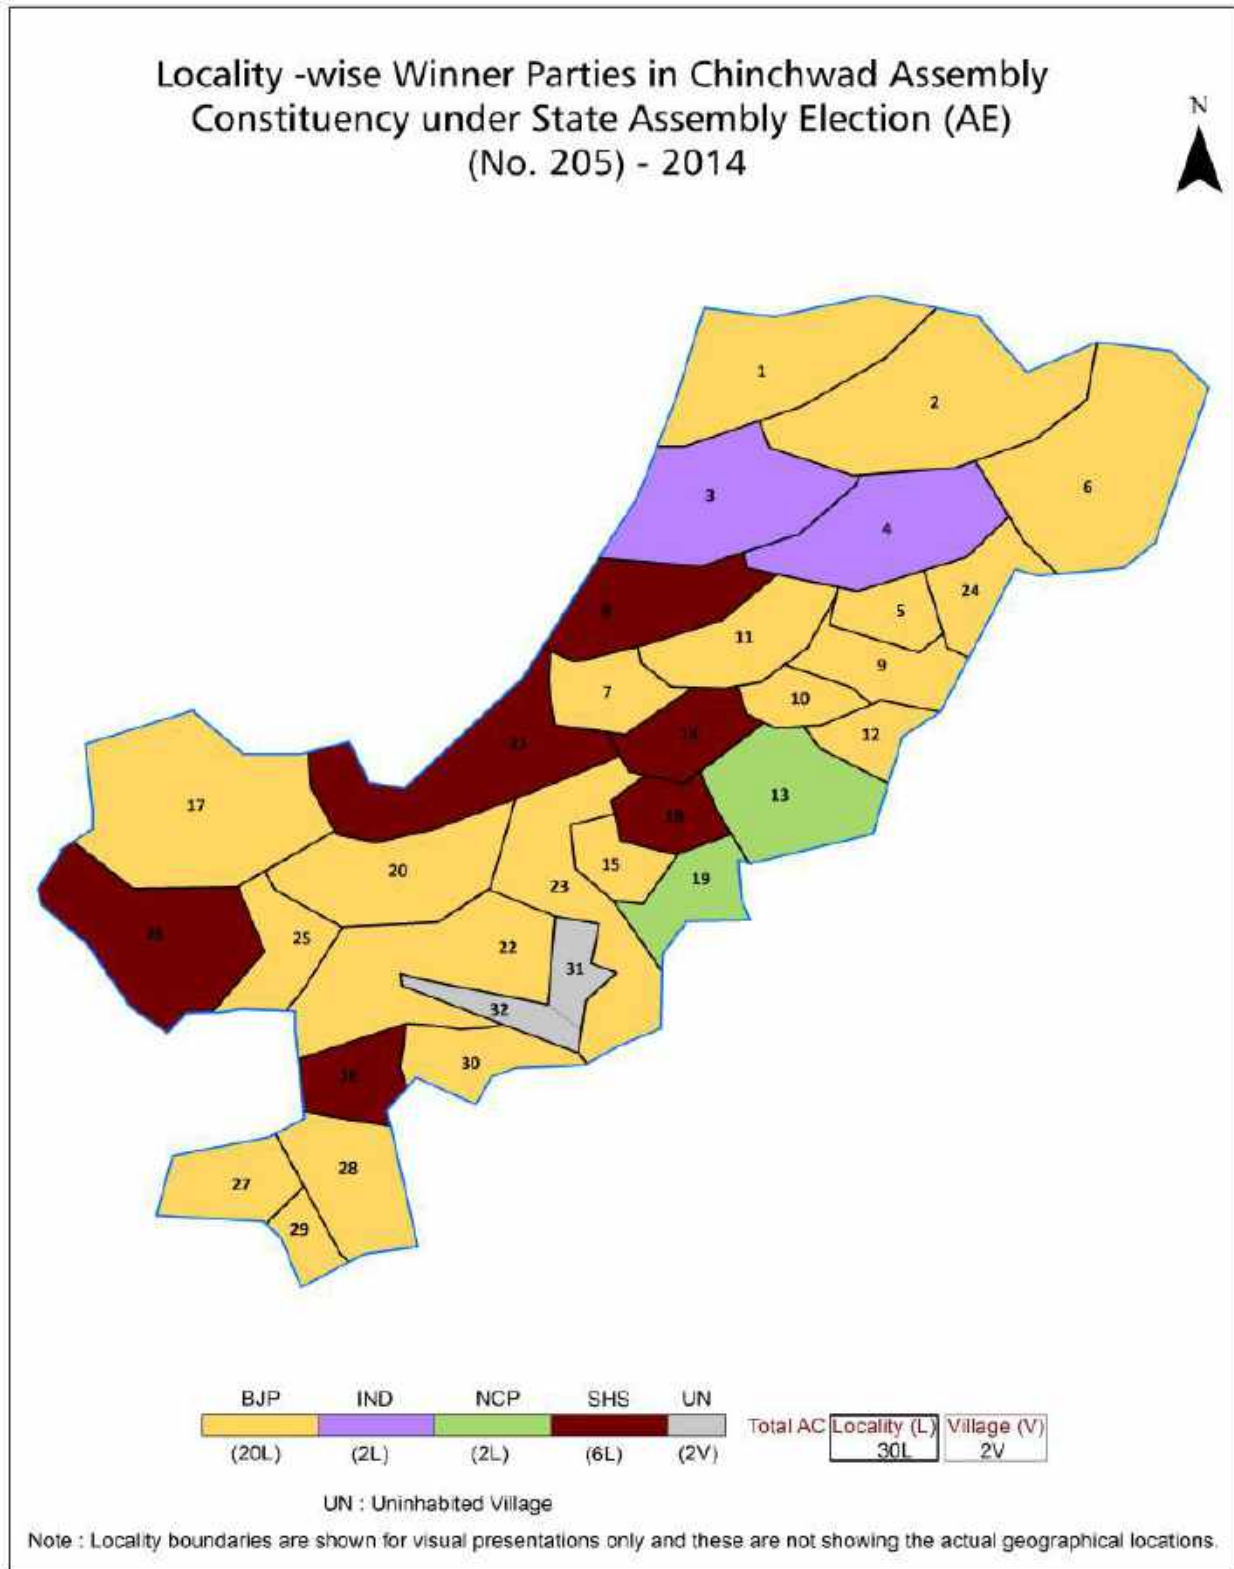 Locality -wise Winner Parties in Chinchwad Assembly
Constituency under State Assembly Election (AE)
(No. 205) - 2014
N
1
2
3
6
4
24
8
5
11
9
7
10
12
13
17
15
20
19
23
25
22
31
32
30
28
27
29
BJP IND NCP SHS UN
(20L) (2L) (2L) (6L) (2V)
Total AC Locality (L) Village (V)
30L 2V
UN : Uninhabited Village
Note : Locality boundaries are shown for visual presentations only and these are not showing the actual geographical locations.